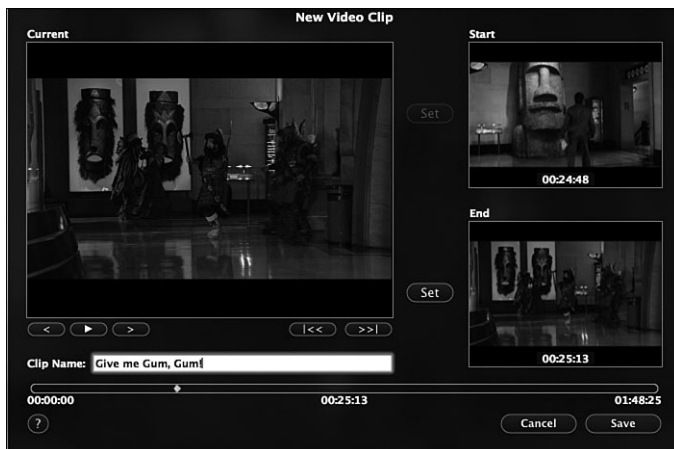 New Video Clip
Current
Start
Set
00:24:48
End
Set
00:25:13
< ▶ > |<< >>|
Clip Name: Give me Gum, Gum!
00:00:00 00:25:13 01:48:25
? Cancel Save